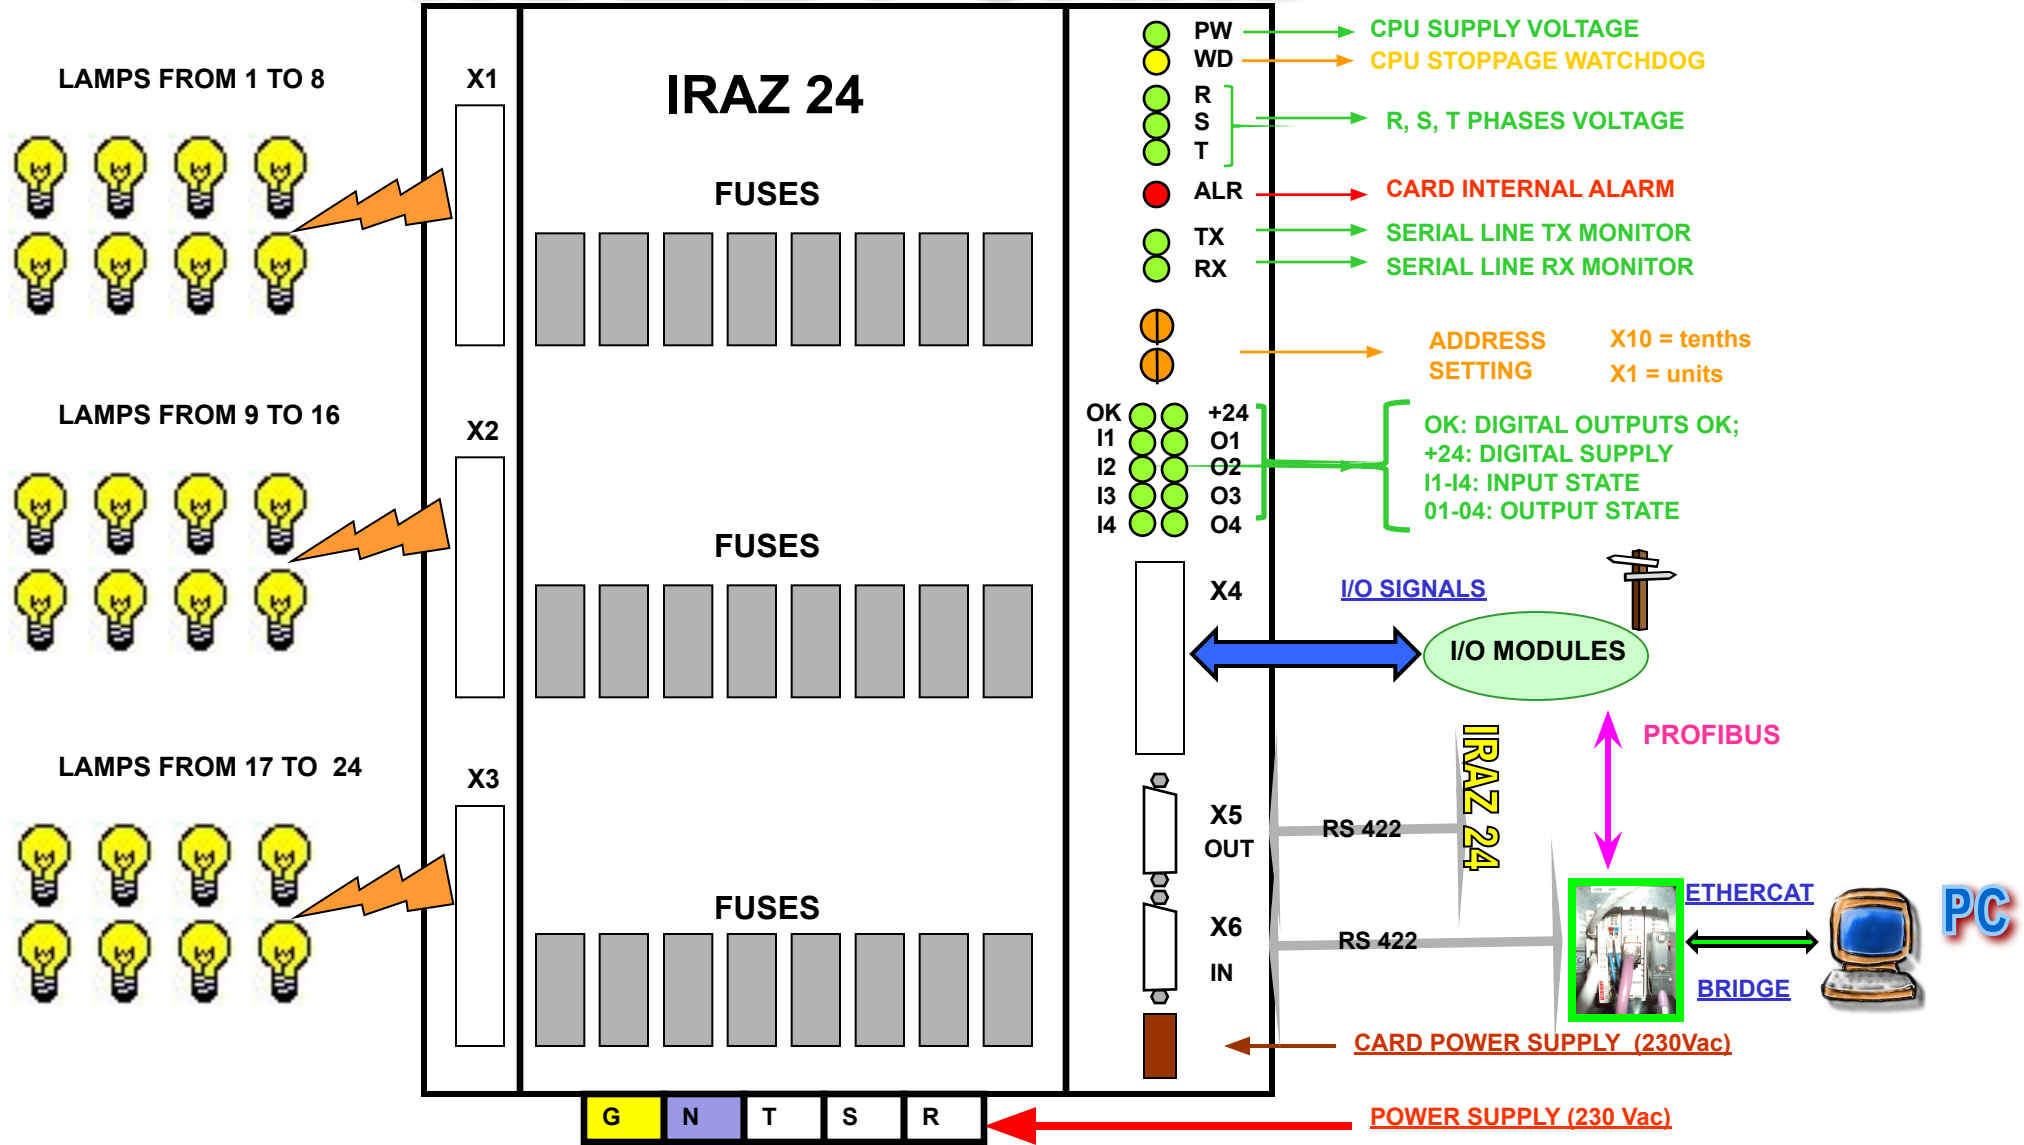 LAMPS FROM 1 TO 8
X1
IRAZ 24
FUSES
PW
CPU SUPPLY VOLTAGE
WD
CPU STOPPAGE WATCHDOG
R
S
T
R, S, T PHASES VOLTAGE
ALR
CARD INTERNAL ALARM
TX
SERIAL LINE TX MONITOR
RX
SERIAL LINE RX MONITOR
ADDRESS
SETTING
X10 = tenths
X1 = units
LAMPS FROM 9 TO 16
X2
FUSES
OK
+24
I1
O1
I2
O2
I3
O3
I4
O4
OK: DIGITAL OUTPUTS OK;
+24: DIGITAL SUPPLY
I1-I4: INPUT STATE
01-04: OUTPUT STATE
X4
I/O SIGNALS
I/O MODULES
PROFIBUS
LAMPS FROM 17 TO 24
X3
FUSES
X5
OUT
RS 422
IRAZ 24
X6
IN
RS 422
ETHERCAT
BRIDGE
PC
CARD POWER SUPPLY (230Vac)
G
N
T
S
R
POWER SUPPLY (230 Vac)